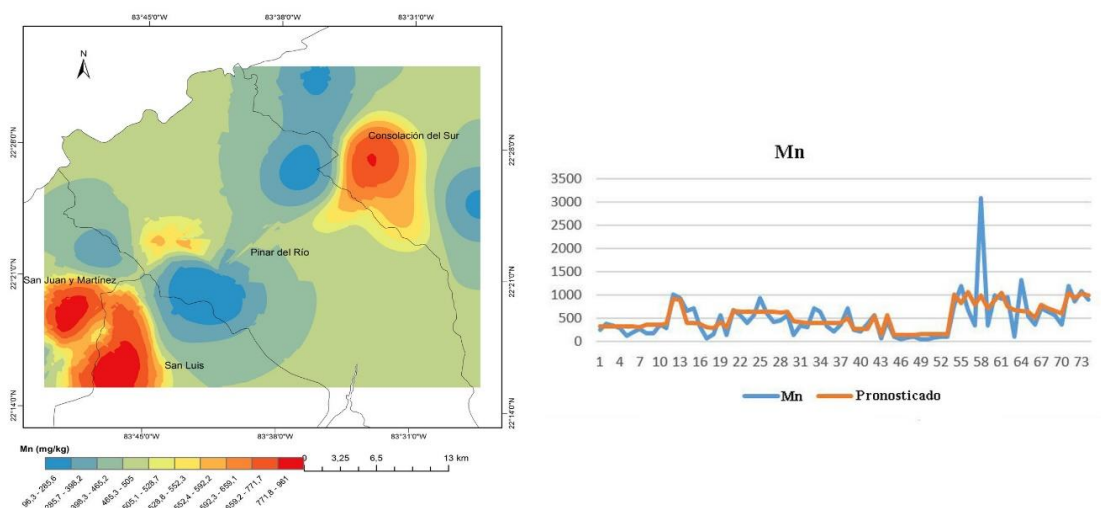 83°45'0"W 83°38'0"W 83°31'0"W
N
22°28'0"N 22°28'0"N
Consolación del Sur
Pinar del Río
22°21'0"N 22°21'0"N
San Juan y Martínez
San Luis
22°14'0"N 22°14'0"N
83°45'0"W 83°38'0"W 83°31'0"W
Mn (mg/kg)
0 3,25 6,5 13 km
96,3 - 285,6
285,7 - 398,2
398,3 - 465,2
465,3 - 505
505,1 - 528,7
528,8 - 552,3
552,4 - 592,2
592,3 - 659,1
659,2 - 771,7
771,8 - 961
Mn
3500
3000
2500
2000
1500
1000
500
0
1 4 7 10 13 16 19 22 25 28 31 34 37 40 43 46 49 52 55 58 61 64 67 70 73
Mn Pronosticado